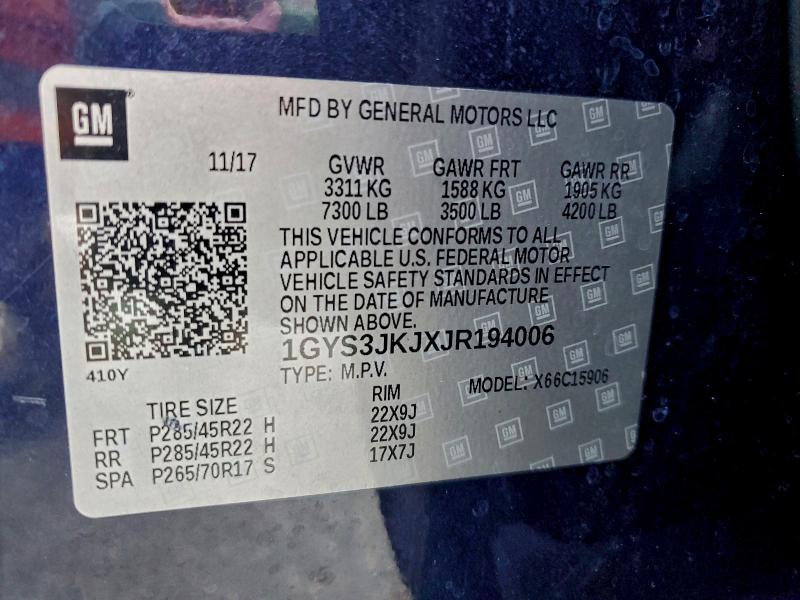 GM
MFD BY GENERAL MOTORS LLC
11/17 GVWR GAWR FRT GAWR RR
3311 KG 1588 KG 1905 KG
7300 LB 3500 LB 4200 LB
THIS VEHICLE CONFORMS TO ALL
APPLICABLE U.S. FEDERAL MOTOR
VEHICLE SAFETY STANDARDS IN EFFECT
ON THE DATE OF MANUFACTURE
SHOWN ABOVE.
1GYS3JKJXJR194006
410Y
TYPE: M.P.V. MODEL: X66C15906
TIRE SIZE RIM
FRT P285/45R22 H 22X9J
RR P285/45R22 H 22X9J
SPA P265/70R17 S 17X7J